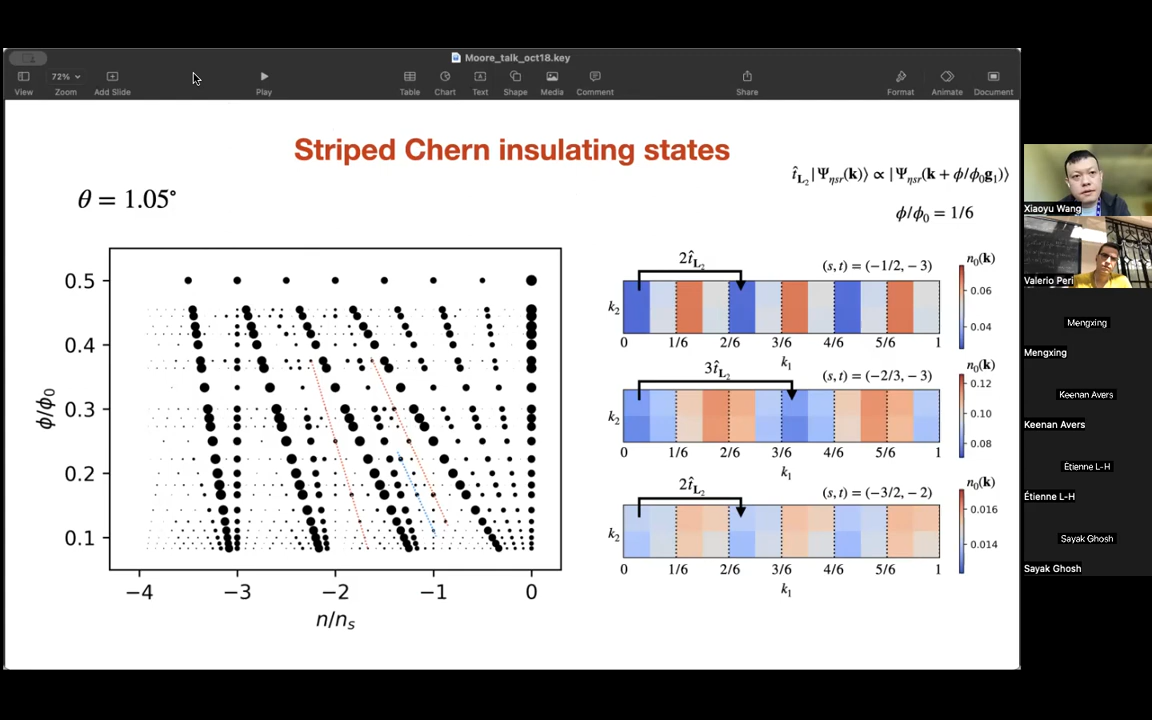 Moore_talk_oct18.key
72%
View
Zoom
Add Slide
Play
Table
Chart
Text
Shape
Media
Comment
Share
Format
Animate
Document
Striped Chern insulating states
θ = 1.05°
t̂_L₂|Ψ_ηsr(k)⟩ ∝ |Ψ_ηsr(k + ϕ/ϕ₀g₁)⟩
ϕ/ϕ₀ = 1/6
ϕ/ϕ₀
0.5
0.4
0.3
0.2
0.1
−4
−3
−2
−1
0
n/nₛ
2t̂_L₂
(s, t) = (−1/2, −3)
n₀(k)
k₂
0.06
0.04
0 1/6 2/6 3/6 4/6 5/6 1
k₁
3t̂_L₂
(s, t) = (−2/3, −3)
n₀(k)
k₂
0.12
0.10
0.08
0 1/6 2/6 3/6 4/6 5/6 1
k₁
2t̂_L₂
(s, t) = (−3/2, −2)
n₀(k)
k₂
0.016
0.014
0 1/6 2/6 3/6 4/6 5/6 1
k₁
Xiaoyu Wang
Valerio Peri
Mengxing
Mengxing
Keenan Avers
Keenan Avers
Étienne L-H
Étienne L-H
Sayak Ghosh
Sayak Ghosh